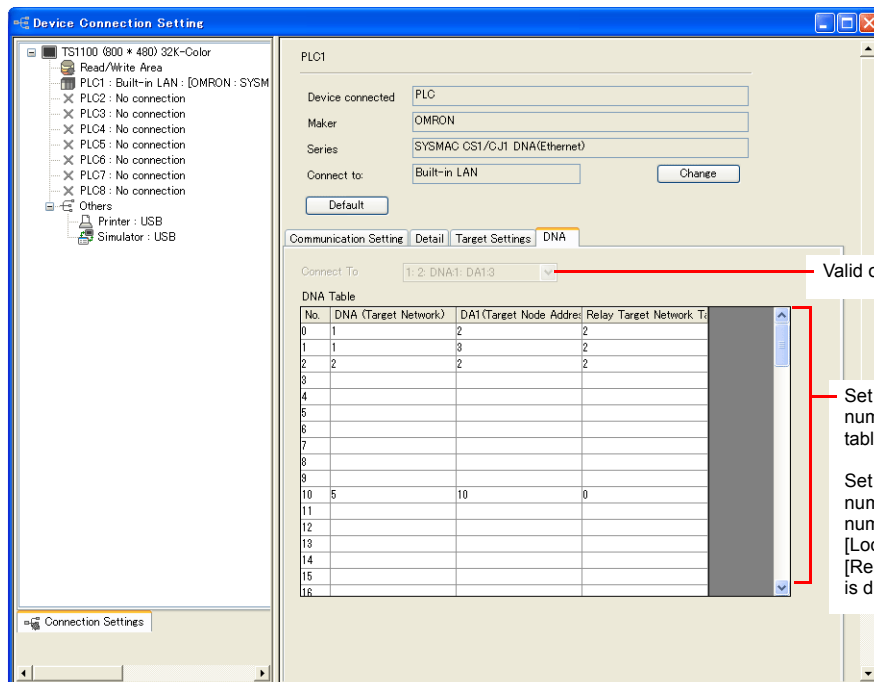 Device Connection Setting
TS1100 (800 * 480) 32K-Color
Read/Write Area
PLC1 : Built-in LAN : [OMRON : SYSM
PLC2 : No connection
PLC3 : No connection
PLC4 : No connection
PLC5 : No connection
PLC6 : No connection
PLC7 : No connection
PLC8 : No connection
Others
Printer : USB
Simulator : USB
Connection Settings
PLC1
Device connected PLC
Maker OMRON
Series SYSMAC CS1/CJ1 DNA(Ethernet)
Connect to: Built-in LAN Change
Default
Communication Setting Detail Target Settings DNA
Connect To 1: 2: DNA:1: DA1:3
Valid
DNA Table
No. DNA (Target Network) DA1(Target Node Addres Relay Target Network Ta
0 1 2 2
1 1 3 2
2 2 2 2
3
4
5
6
7
8
9
10 5 10 0
11
12
13
14
15
16
Set
num
tabl
Set
num
num
[Loc
[Re
is d